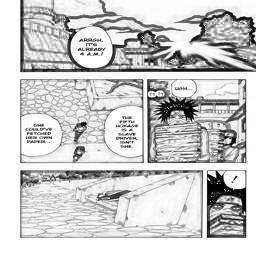 ARRGH.
IT'S
ALREADY
4 A.M.!
UGH...
THE
FIFTH
HOKAGE
IS A
SLAVE
DRIVER,
ISN'T
SHE.
SHE
COULD'VE
FETCHED
HER OWN
PAPER...
!